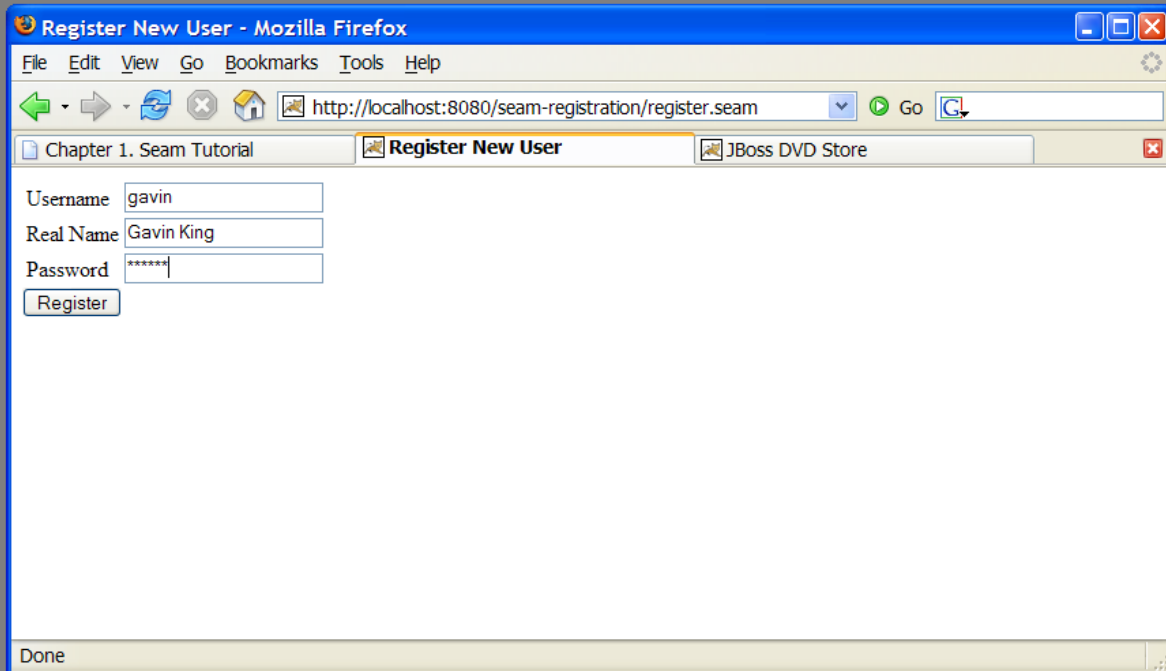 Register New User - Mozilla Firefox
File Edit View Go Bookmarks Tools Help
http://localhost:8080/seam-registration/register.seam Go G
Chapter 1. Seam Tutorial Register New User JBoss DVD Store
Username gavin
Real Name Gavin King
Password ******
Register
Done